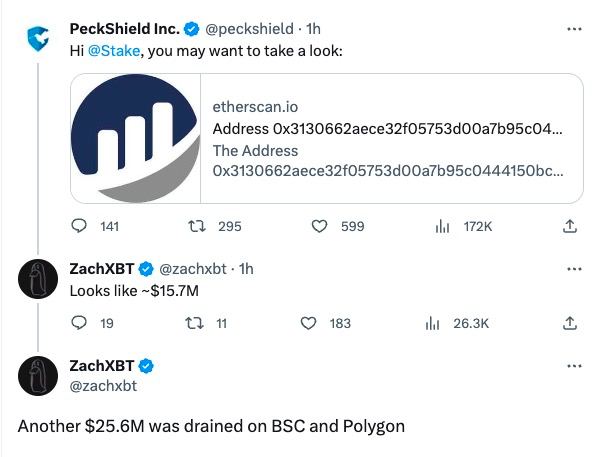 PeckShield Inc. @peckshield · 1h
Hi @Stake, you may want to take a look:
etherscan.io
Address 0x3130662aece32f05753d00a7b95c04...
The Address
0x3130662aece32f05753d00a7b95c0444150bc...
141 295 599 172K
ZachXBT @zachxbt · 1h
Looks like ~$15.7M
19 11 183 26.3K
ZachXBT
@zachxbt
Another $25.6M was drained on BSC and Polygon